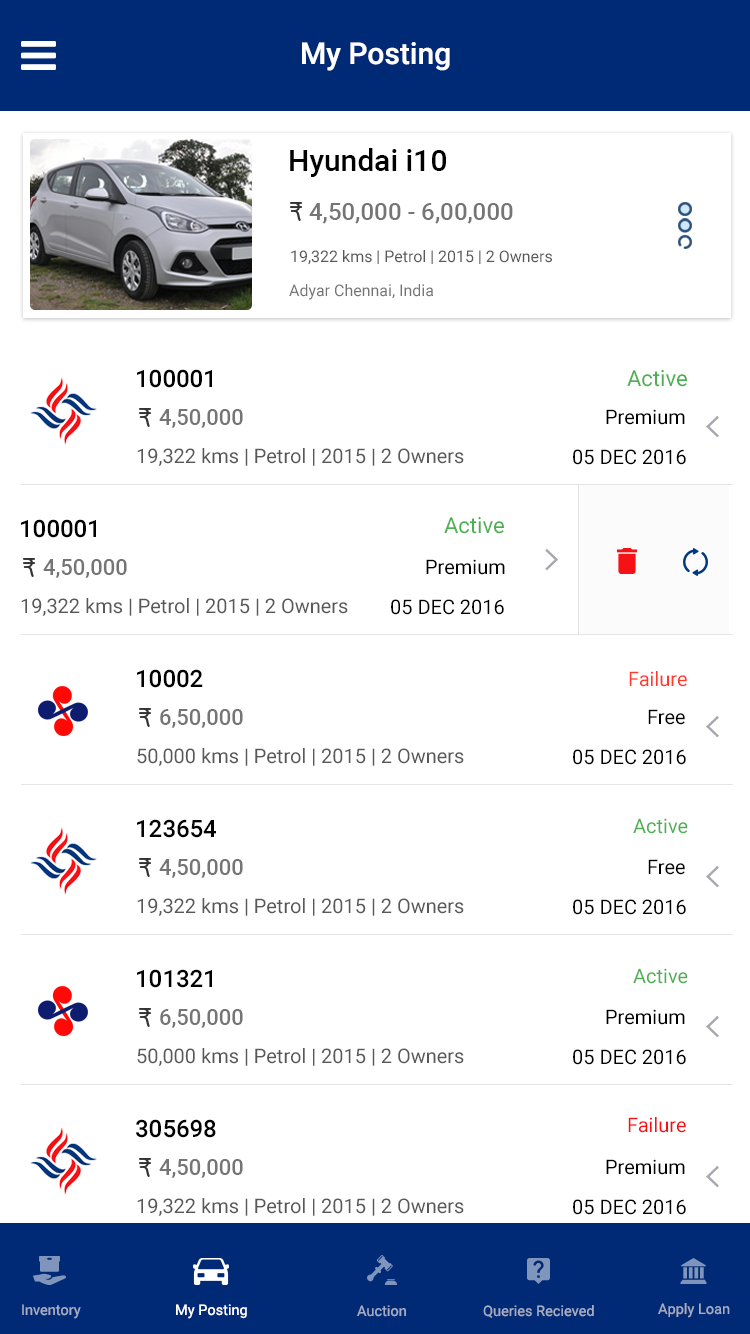 My Posting
Hyundai i10
₹ 4,50,000 - 6,00,000
19,322 kms | Petrol | 2015 | 2 Owners
Adyar Chennai, India
100001 Active
₹ 4,50,000 Premium
19,322 kms | Petrol | 2015 | 2 Owners 05 DEC 2016
100001 Active
₹ 4,50,000 Premium
19,322 kms | Petrol | 2015 | 2 Owners 05 DEC 2016
10002 Failure
₹ 6,50,000 Free
50,000 kms | Petrol | 2015 | 2 Owners 05 DEC 2016
123654 Active
₹ 4,50,000 Free
19,322 kms | Petrol | 2015 | 2 Owners 05 DEC 2016
101321 Active
₹ 6,50,000 Premium
50,000 kms | Petrol | 2015 | 2 Owners 05 DEC 2016
305698 Failure
₹ 4,50,000 Premium
19,322 kms | Petrol | 2015 | 2 Owners 05 DEC 2016
Inventory My Posting Auction Queries Recieved Apply Loan